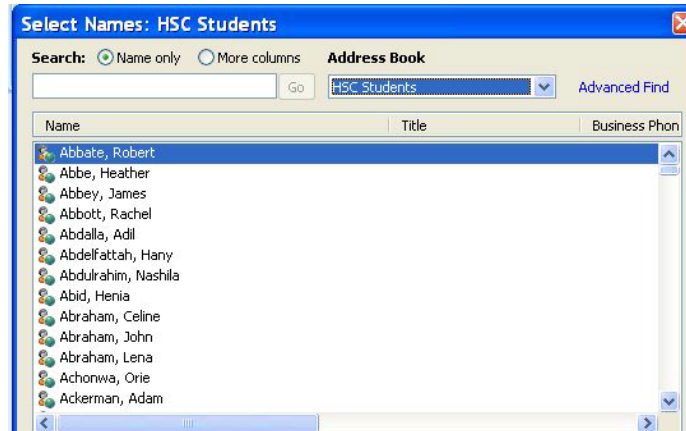 Select Names: HSC Students
Search: Name only More columns Address Book
Go HSC Students Advanced Find
Name Title Business Phon
Abbate, Robert
Abbe, Heather
Abbey, James
Abbott, Rachel
Abdalla, Adil
Abdelfattah, Hany
Abdulrahim, Nashila
Abid, Henia
Abraham, Celine
Abraham, John
Abraham, Lena
Achonwa, Orie
Ackerman, Adam